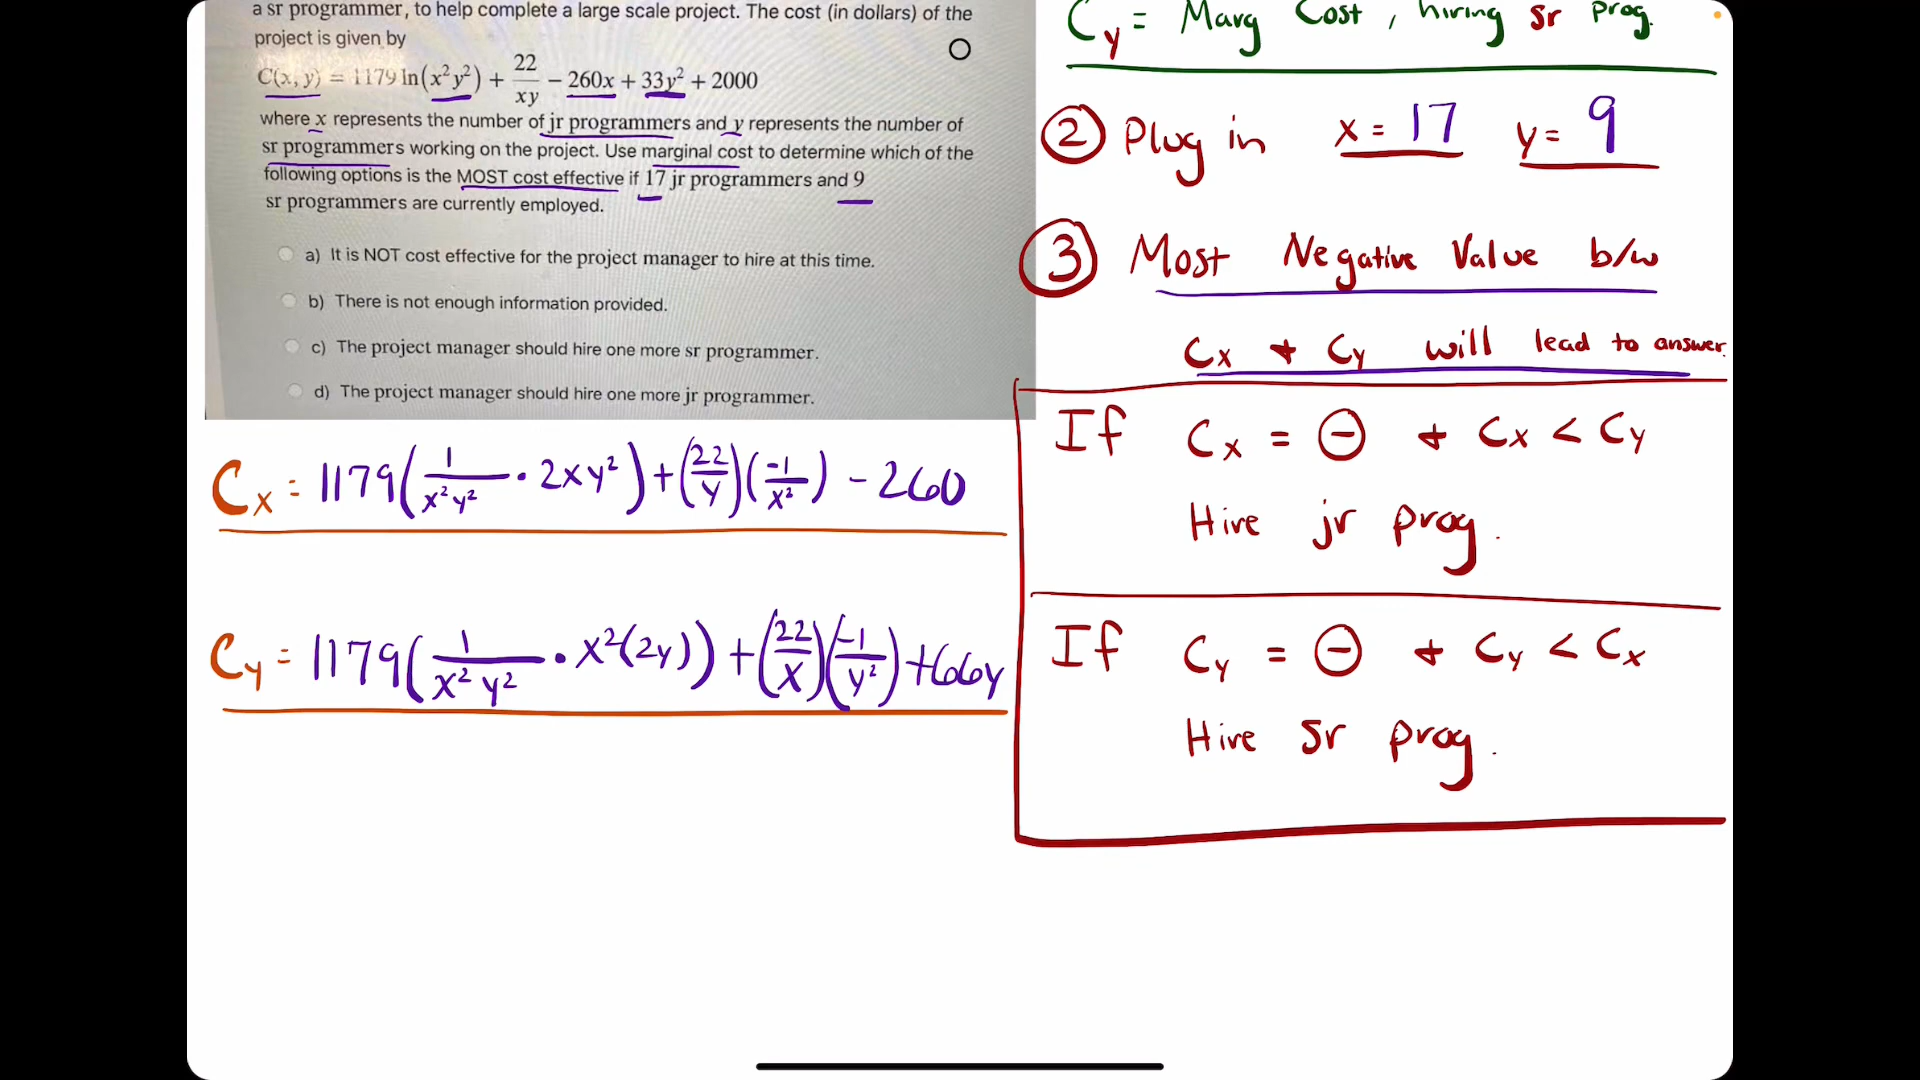 a sr programmer, to help complete a large scale project. The cost (in dollars) of the
project is given by
C(x, y) = 1179 ln(x²y²) + 22/xy − 260x + 33y² + 2000
where x represents the number of jr programmers and y represents the number of
sr programmers working on the project. Use marginal cost to determine which of the
following options is the MOST cost effective if 17 jr programmers and 9
sr programmers are currently employed.
a) It is NOT cost effective for the project manager to hire at this time.
b) There is not enough information provided.
c) The project manager should hire one more sr programmer.
d) The project manager should hire one more jr programmer.
Cx = 1179(1/x²y² · 2xy²) + (22/y)(-1/x²) - 260
Cy = 1179(1/x²y² · x²(2y)) + (22/x)(-1/y²) + 66y
Cy = Marg Cost, hiring sr prog.
② Plug in x = 17 y = 9
③ Most Negative Value b/w
Cx + Cy will lead to answer.
If Cx = ⊖ + Cx < Cy
Hire jr prog.
If Cy = ⊖ + Cy < Cx
Hire Sr prog.